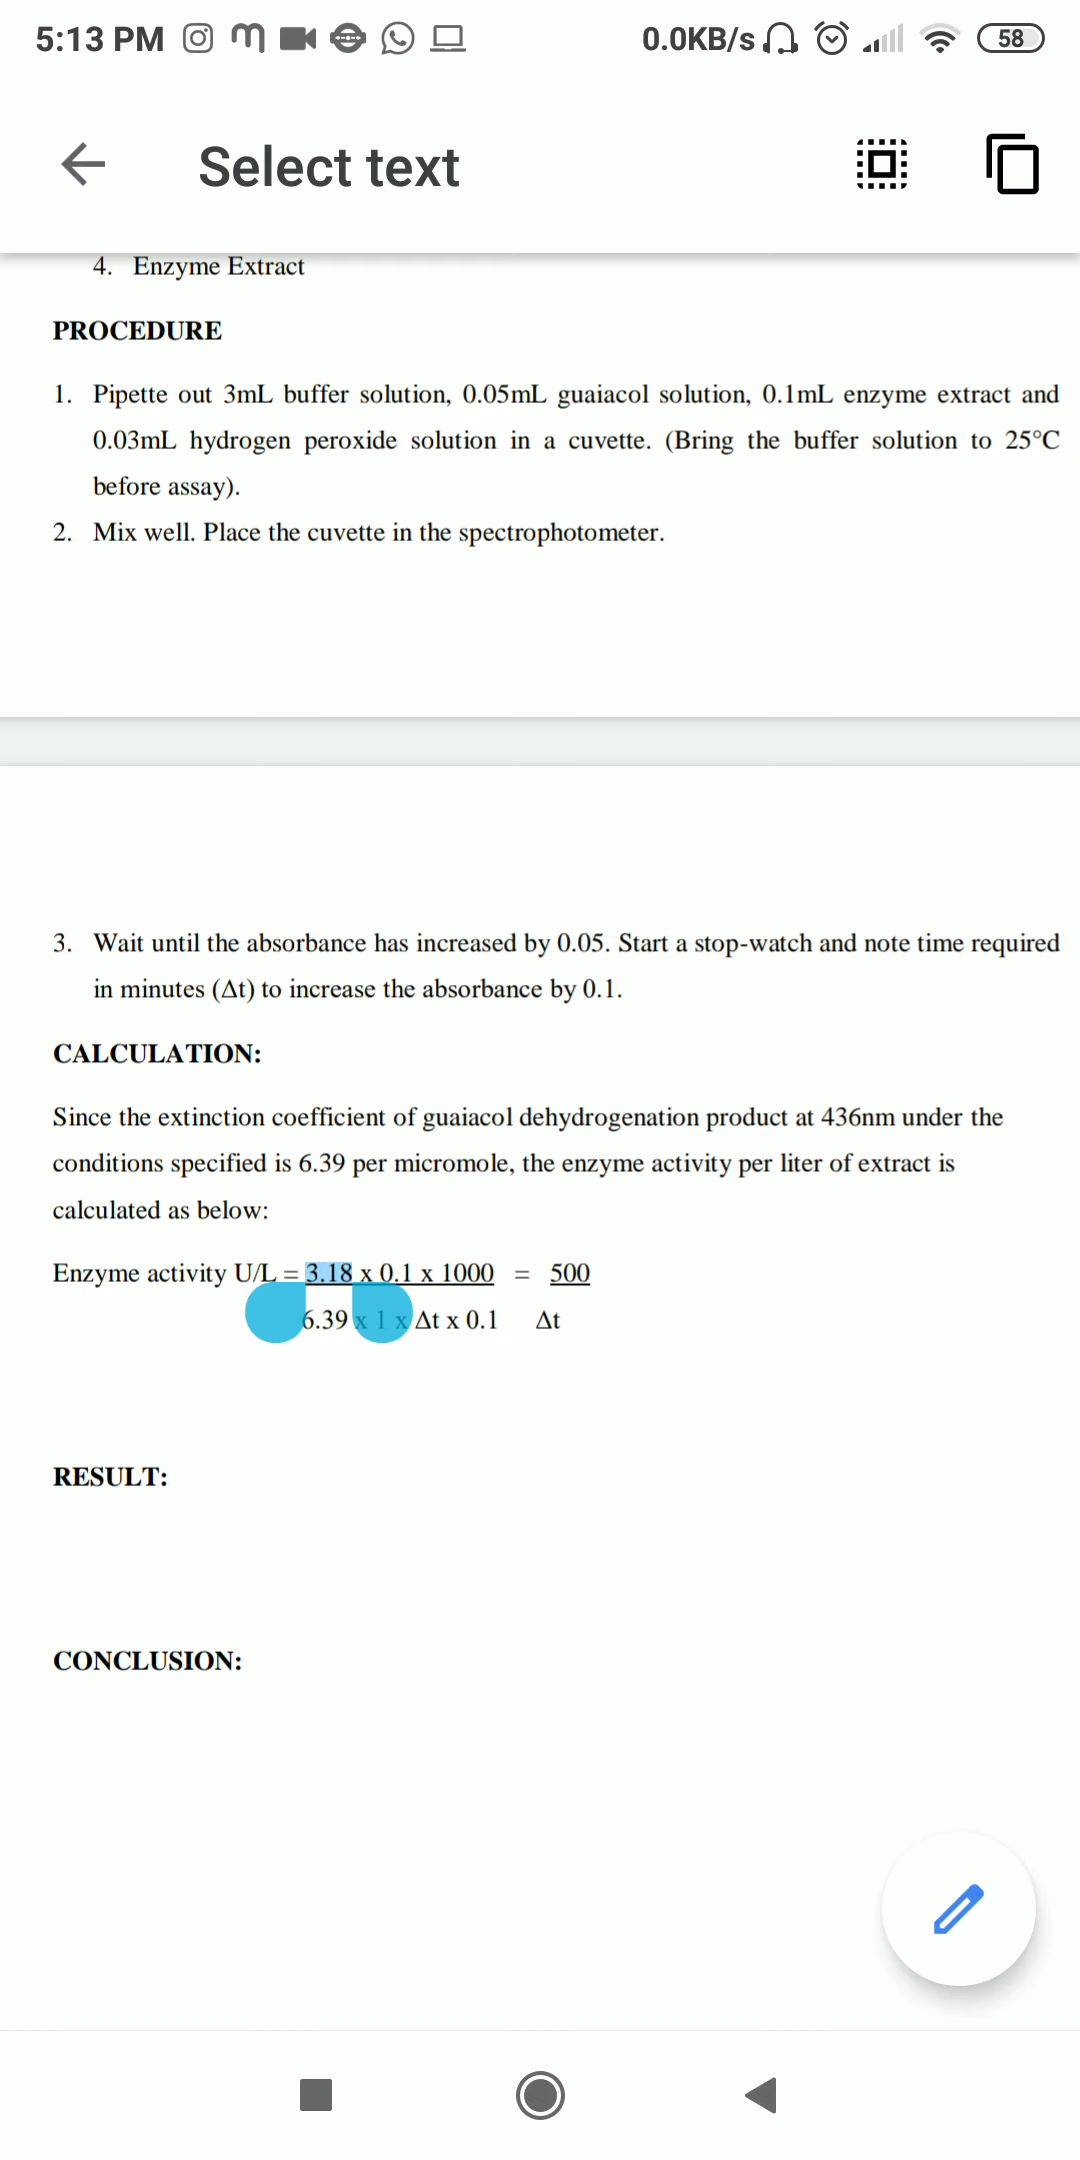 5:13 PM 0.0KB/s 58
Select text
4. Enzyme Extract
PROCEDURE
1. Pipette out 3mL buffer solution, 0.05mL guaiacol solution, 0.1mL enzyme extract and
0.03mL hydrogen peroxide solution in a cuvette. (Bring the buffer solution to 25°C
before assay).
2. Mix well. Place the cuvette in the spectrophotometer.
3. Wait until the absorbance has increased by 0.05. Start a stop-watch and note time required
in minutes (Δt) to increase the absorbance by 0.1.
CALCULATION:
Since the extinction coefficient of guaiacol dehydrogenation product at 436nm under the
conditions specified is 6.39 per micromole, the enzyme activity per liter of extract is
calculated as below:
Enzyme activity U/L = 3.18 x 0.1 x 1000 = 500
6.39 x 1 x Δt x 0.1 Δt
RESULT:
CONCLUSION: